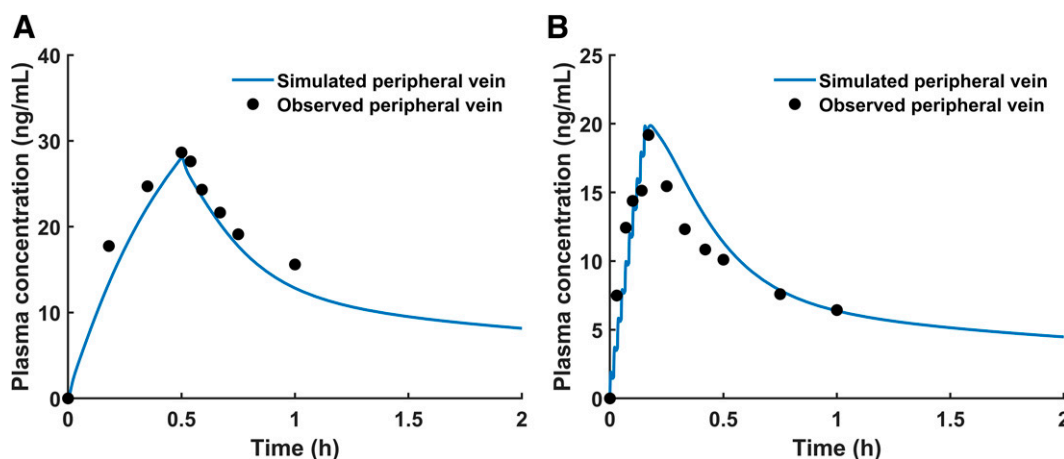 A
Plasma concentration (ng/mL)
40
30
20
10
0
Simulated peripheral vein
Observed peripheral vein
0
0.5
1
1.5
2
Time (h)
B
Plasma concentration (ng/mL)
25
20
15
10
5
0
Simulated peripheral vein
Observed peripheral vein
0
0.5
1
1.5
2
Time (h)